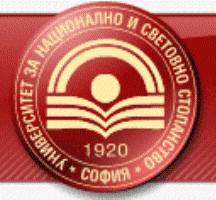 УНИВЕРСИТЕТ ЗА НАЦИОНАЛНО И СВЕТОВНО СТОПАНСТВО
1920
СОФИЯ